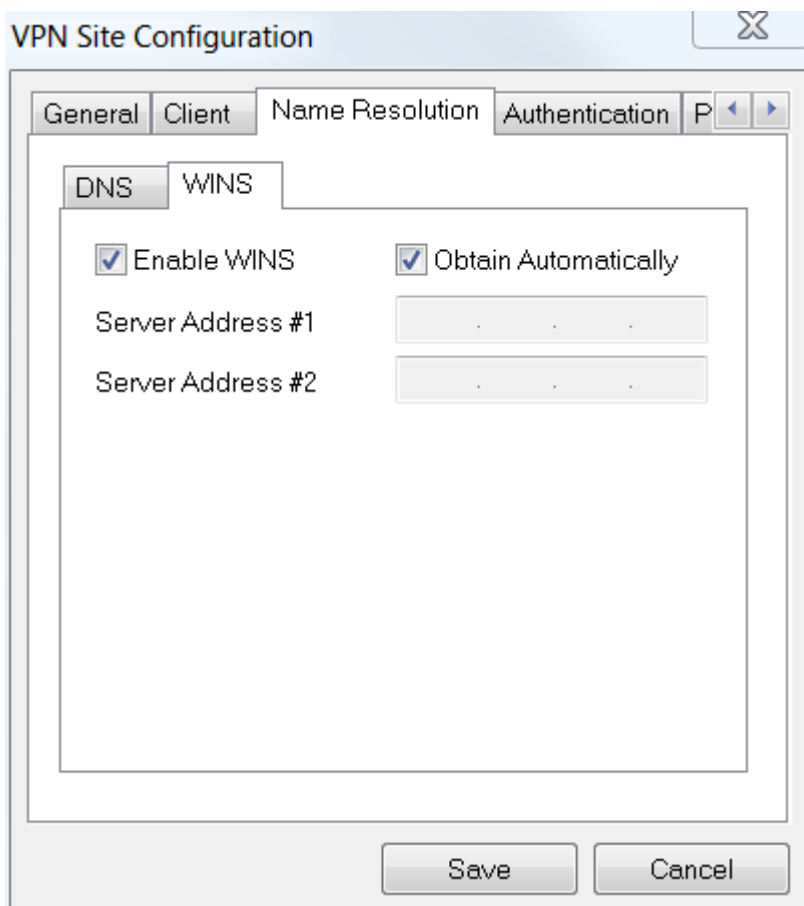 VPN Site Configuration
General Client Name Resolution Authentication P
DNS WINS
Enable WINS Obtain Automatically
Server Address #1 . . .
Server Address #2 . . .
Save Cancel